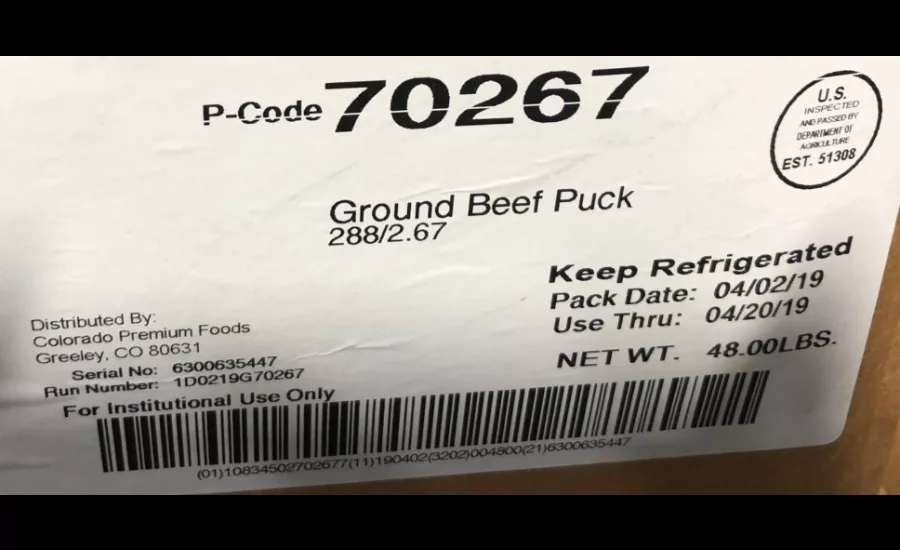 P-Code 70267
U.S.
INSPECTED
AND PASSED BY
DEPARTMENT OF
AGRICULTURE
EST. 51308
Ground Beef Puck
288/2.67
Keep Refrigerated
Pack Date: 04/02/19
Use Thru: 04/20/19
NET WT. 48.00LBS.
Distributed By:
Colorado Premium Foods
Greeley, CO 80631
Serial No: 6300635447
Run Number: 1D0219G70267
For Institutional Use Only
(01)10834502702677(11)190402(3202)004800(21)6300635447